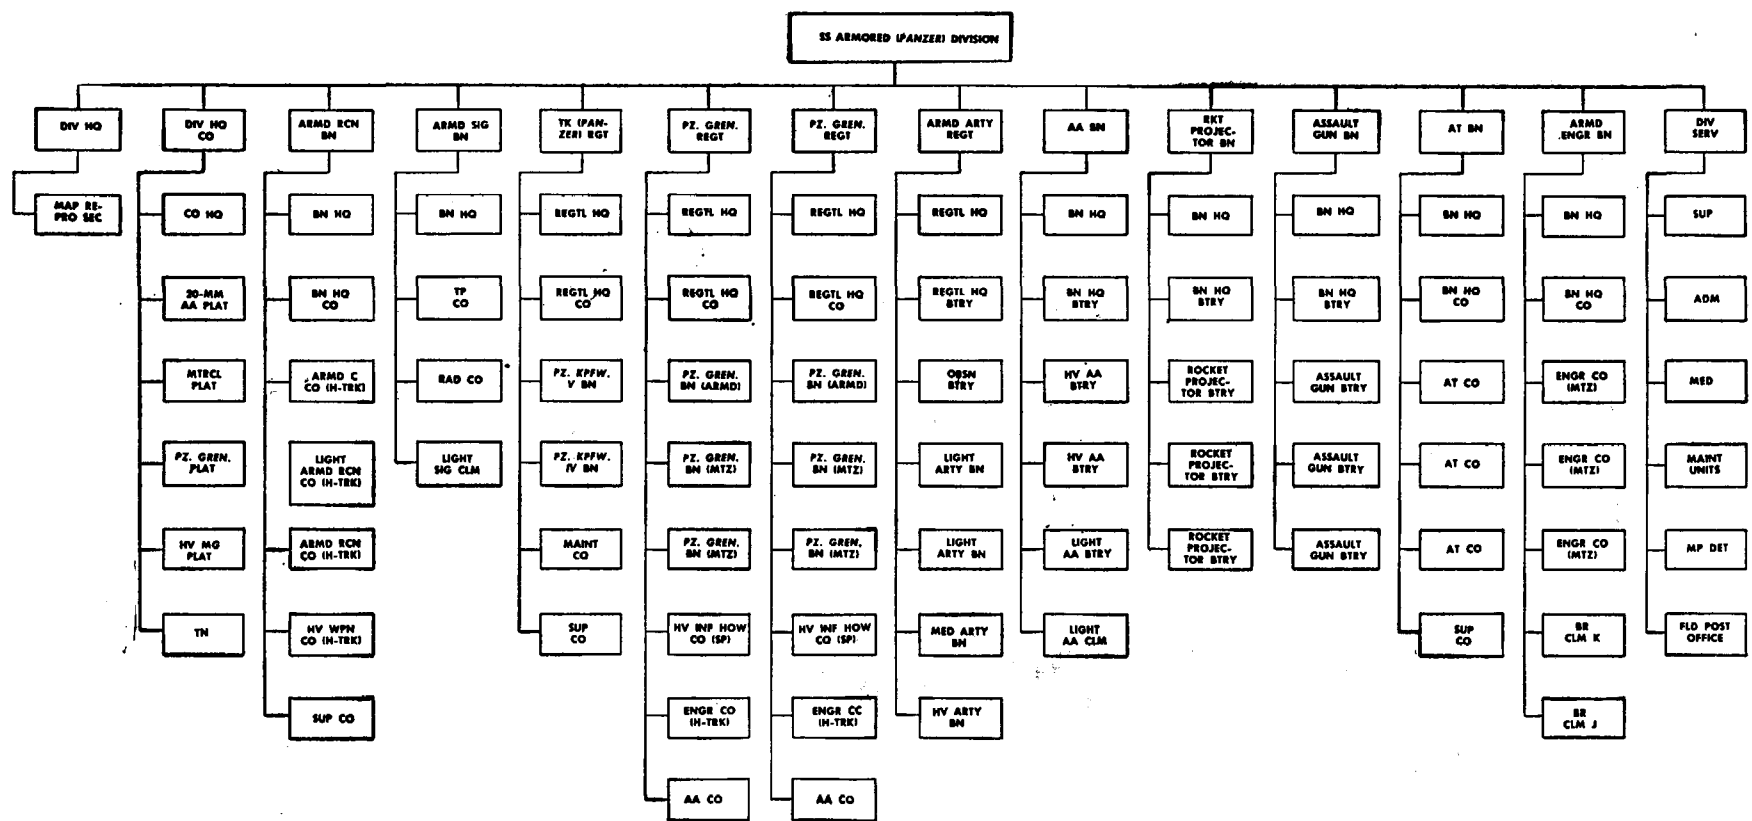 SS ARMORED (PANZER) DIVISION
DIV HQ
MAP RE-
PRO SEC
DIV HQ
CO
CO HQ
20-MM
AA PLAT
MTRCL
PLAT
PZ. GREN.
PLAT
HV MG
PLAT
TN
ARMD RCN
BN
BN HQ
BN HQ
CO
ARMD C
CO (H-TRK)
LIGHT
ARMD RCN
CO (H-TRK)
ARMD RCN
CO (H-TRK)
HV WPN
CO (H-TRK)
SUP CO
ARMD SIG
BN
BN HQ
TP
CO
RAD CO
LIGHT
SIG CLM
TK (PAN-
ZER) RGT
REGTL HQ
REGTL HQ
CO
PZ. KPFW.
V BN
PZ. KPFW.
IV BN
MAINT
CO
SUP
CO
PZ. GREN.
REGT
REGTL HQ
REGTL HQ
CO
PZ. GREN.
BN (ARMD)
PZ. GREN.
BN (MTZ)
PZ. GREN.
BN (MTZ)
HV INF HOW
CO (SP)
ENGR CO
(H-TRK)
AA CO
PZ. GREN.
REGT
REGTL HQ
REGTL HQ
CO
PZ. GREN.
BN (ARMD)
PZ. GREN.
BN (MTZ)
PZ. GREN.
BN (MTZ)
HV INF HOW
CO (SP)
ENGR CC
(H-TRK)
AA CO
ARMD ARTY
REGT
REGTL HQ
REGTL HQ
BTRY
OBSN
BTRY
LIGHT
ARTY BN
LIGHT
ARTY BN
MED ARTY
BN
HV ARTY
BN
AA BN
BN HQ
BN HQ
BTRY
HV AA
BTRY
HV AA
BTRY
LIGHT
AA BTRY
LIGHT
AA CLM
RKT
PROJEC-
TOR BN
BN HQ
BN HQ
BTRY
ROCKET
PROJEC-
TOR BTRY
ROCKET
PROJEC-
TOR BTRY
ROCKET
PROJEC-
TOR BTRY
ASSAULT
GUN BN
BN HQ
BN HQ
BTRY
ASSAULT
GUN BTRY
ASSAULT
GUN BTRY
ASSAULT
GUN BTRY
AT BN
BN HQ
BN HQ
CO
AT CO
AT CO
AT CO
SUP
CO
ARMD
ENGR BN
BN HQ
BN HQ
CO
ENGR CO
(MTZ)
ENGR CO
(MTZ)
ENGR CO
(MTZ)
BR
CLM K
BR
CLM J
DIV
SERV
SUP
ADM
MED
MAINT
UNITS
MP DET
FLD POST
OFFICE